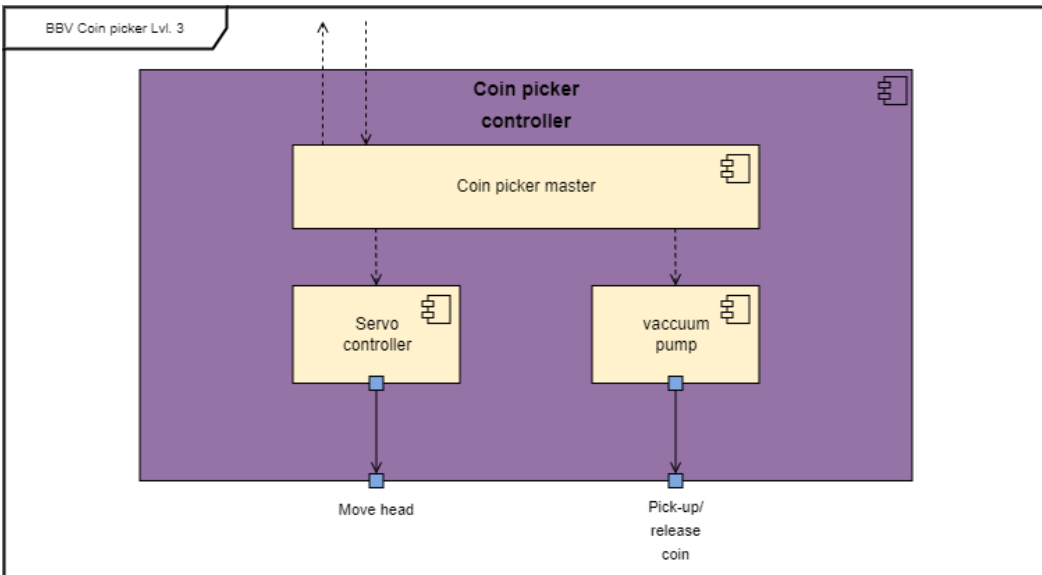 BBV Coin picker Lvl. 3
Coin picker
controller
Coin picker master
Servo
controller
vaccuum
pump
Move head
Pick-up/
release
coin